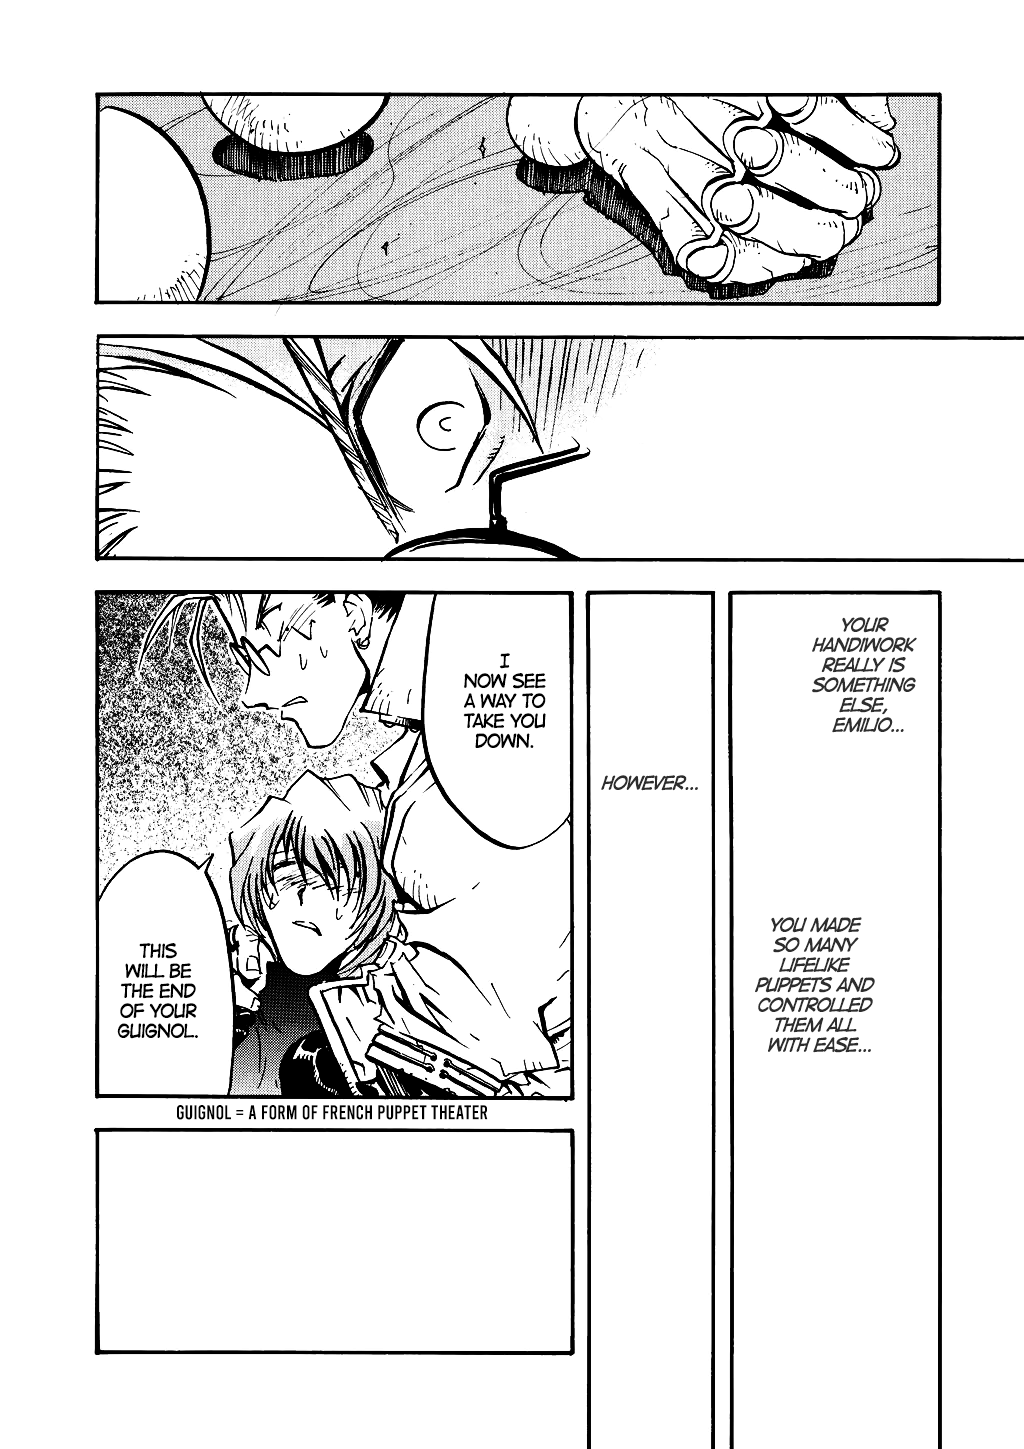 YOUR
HANDIWORK
REALLY IS
SOMETHING
ELSE,
EMILIO...
YOU MADE
SO MANY
LIFELIKE
PUPPETS AND
CONTROLLED
THEM ALL
WITH EASE...
HOWEVER...
I
NOW SEE
A WAY TO
TAKE YOU
DOWN.
THIS
WILL BE
THE END
OF YOUR
GUIGNOL.
GUIGNOL = A FORM OF FRENCH PUPPET THEATER